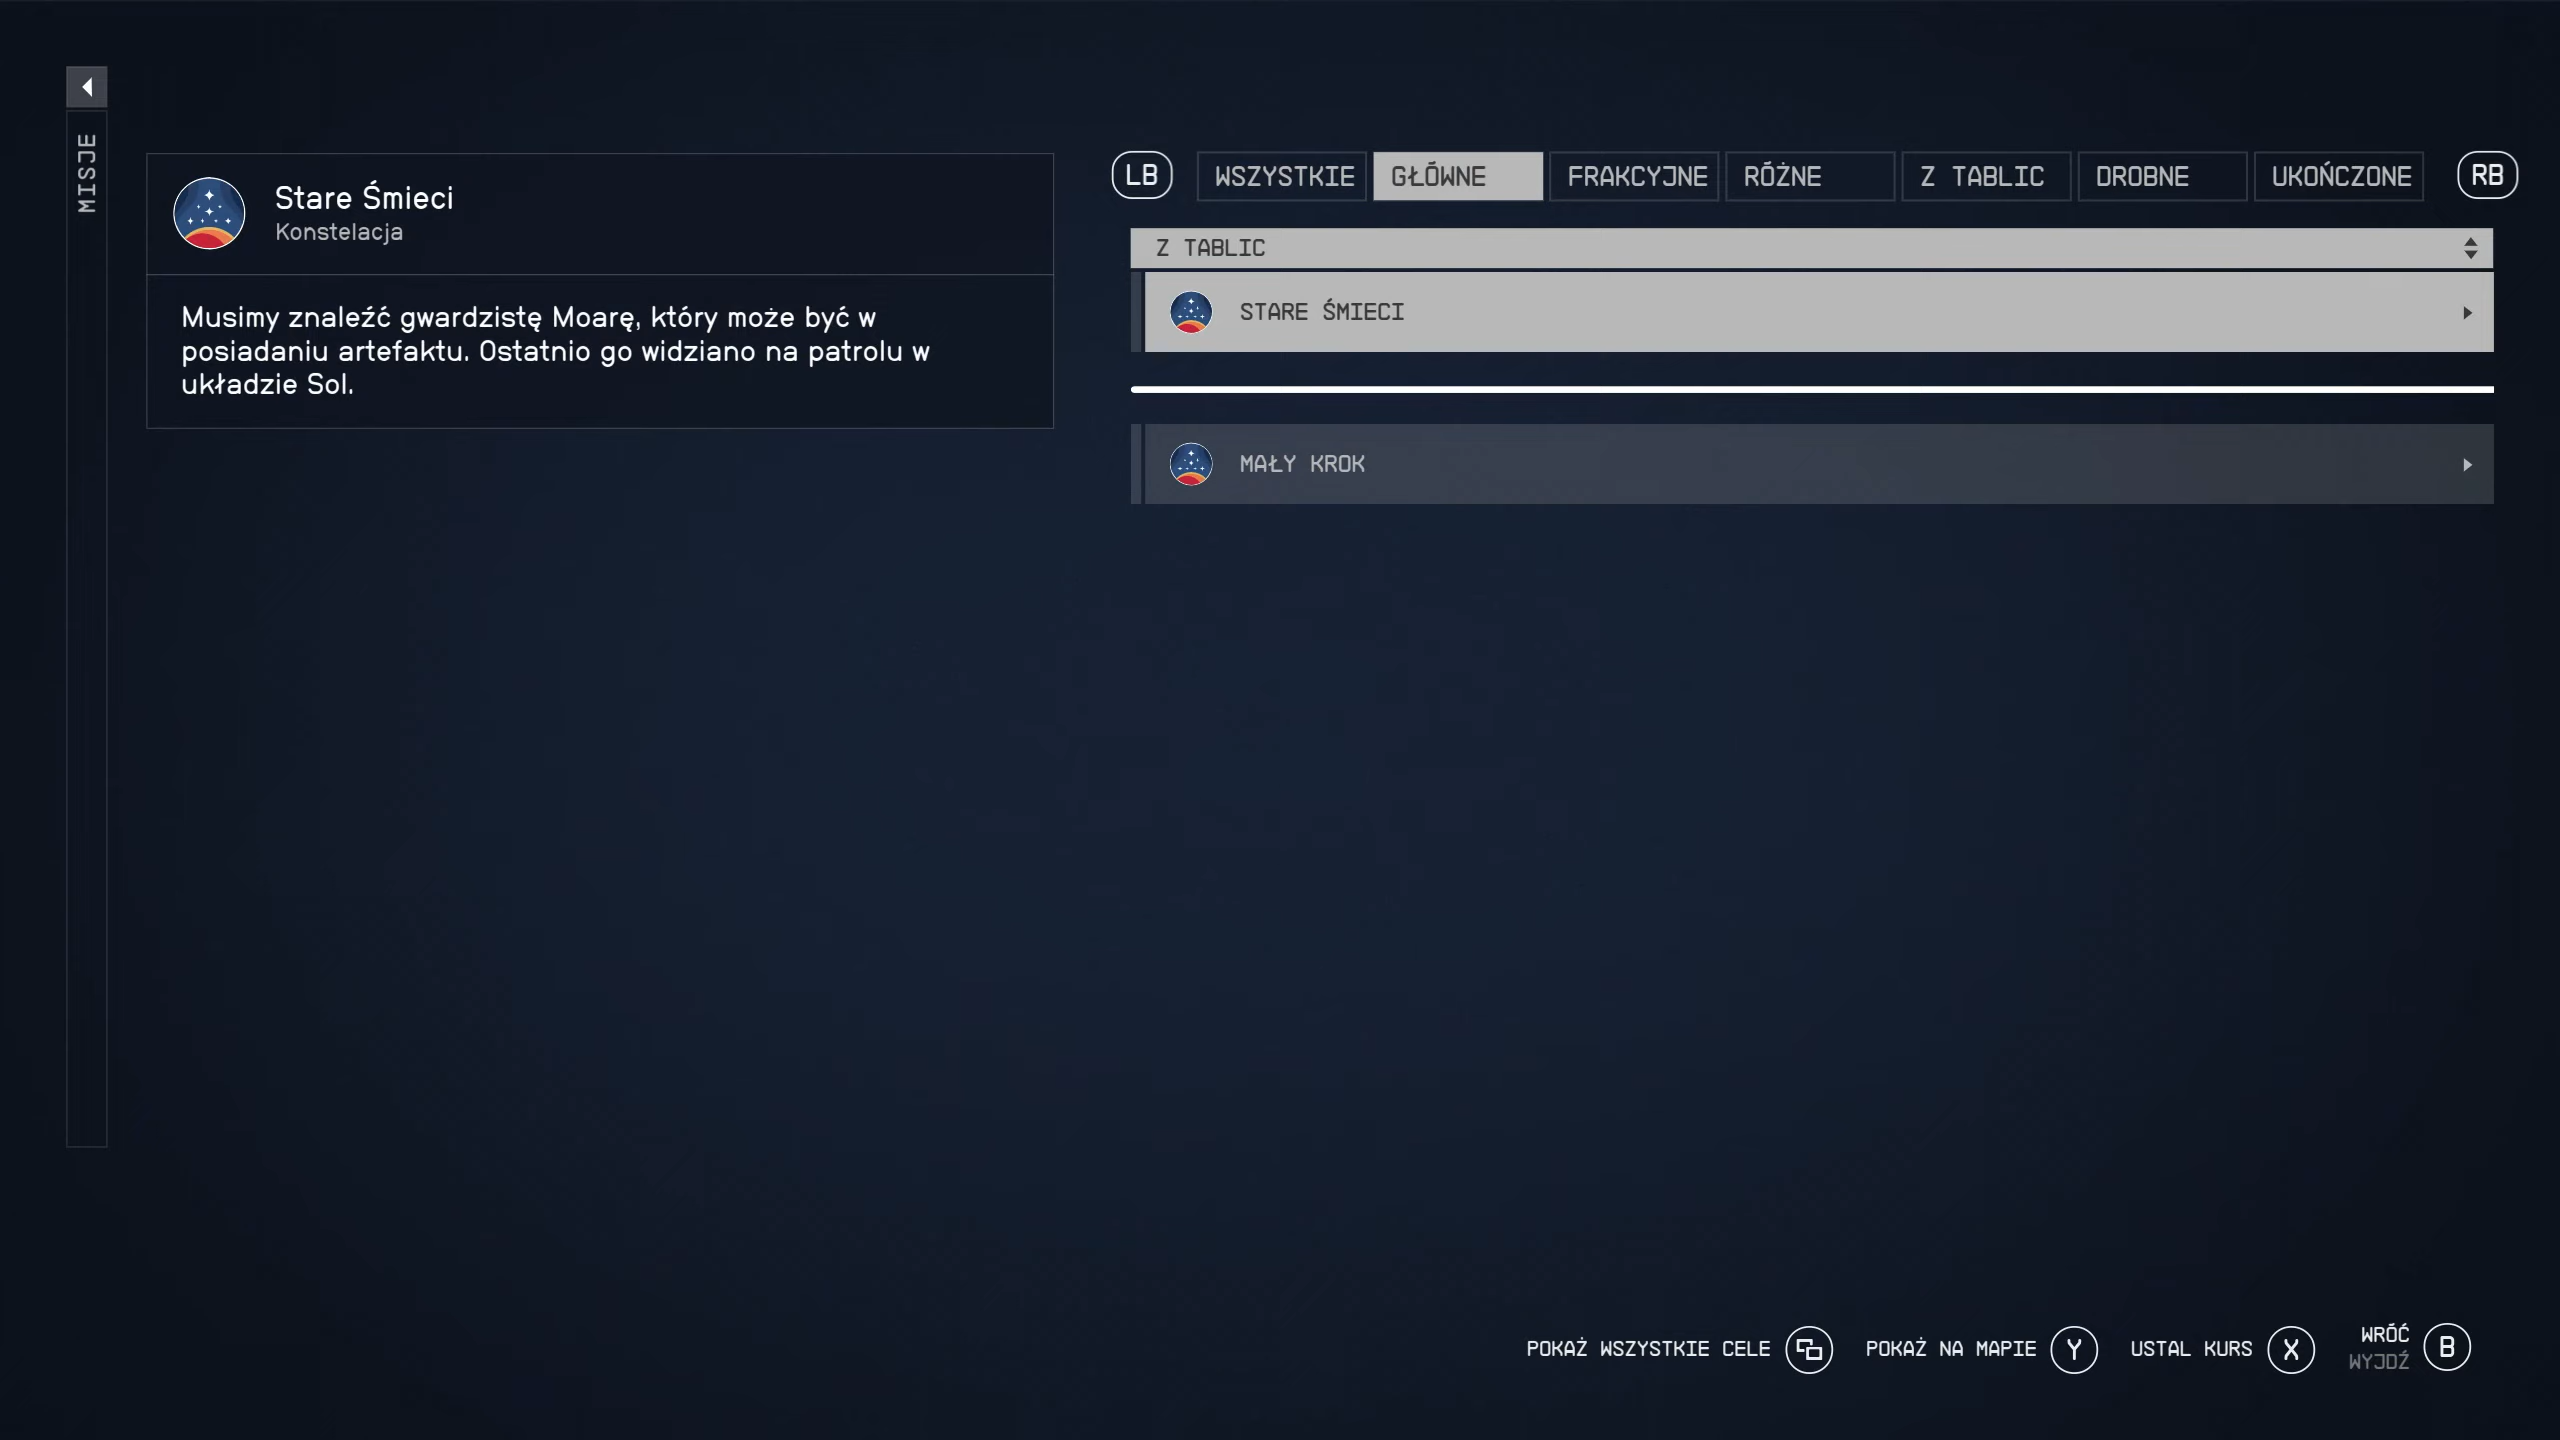 MISJE
Stare Śmieci
Konstelacja
Musimy znaleźć gwardzistę Moarę, który może być w
posiadaniu artefaktu. Ostatnio go widziano na patrolu w
układzie Sol.
LB WSZYSTKIE GŁÓWNE FRAKCYJNE RÓŻNE Z TABLIC DROBNE UKOŃCZONE RB
Z TABLIC
STARE ŚMIECI
MAŁY KROK
POKAŻ WSZYSTKIE CELE POKAŻ NA MAPIE Y USTAL KURS X WRÓĆ B
WYJDŹ